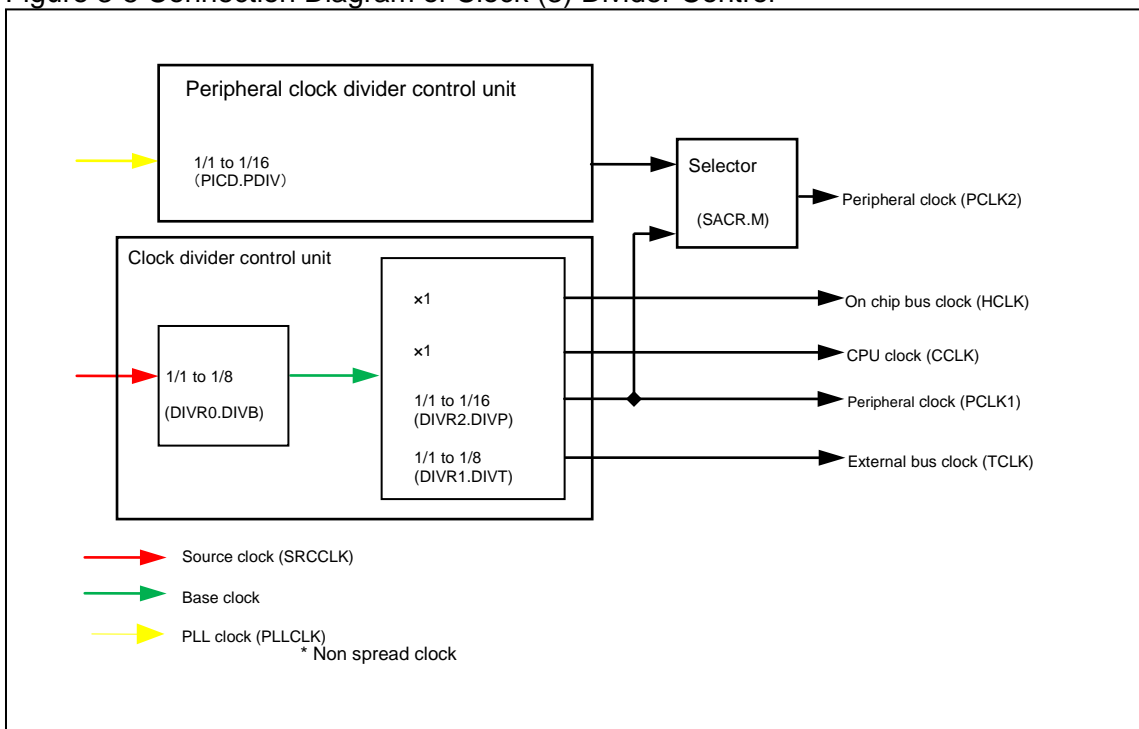 Figure 5-5 Connection Diagram of Clock (3) Divider Control
Peripheral clock divider control unit
1/1 to 1/16
(PICD.PDIV)
Selector
(SACR.M)
Peripheral clock (PCLK2)
Clock divider control unit
×1
On chip bus clock (HCLK)
×1
CPU clock (CCLK)
1/1 to 1/8
(DIVR0.DIVB)
1/1 to 1/16
(DIVR2.DIVP)
Peripheral clock (PCLK1)
1/1 to 1/8
(DIVR1.DIVT)
External bus clock (TCLK)
Source clock (SRCCLK)
Base clock
PLL clock (PLLCLK)
* Non spread clock